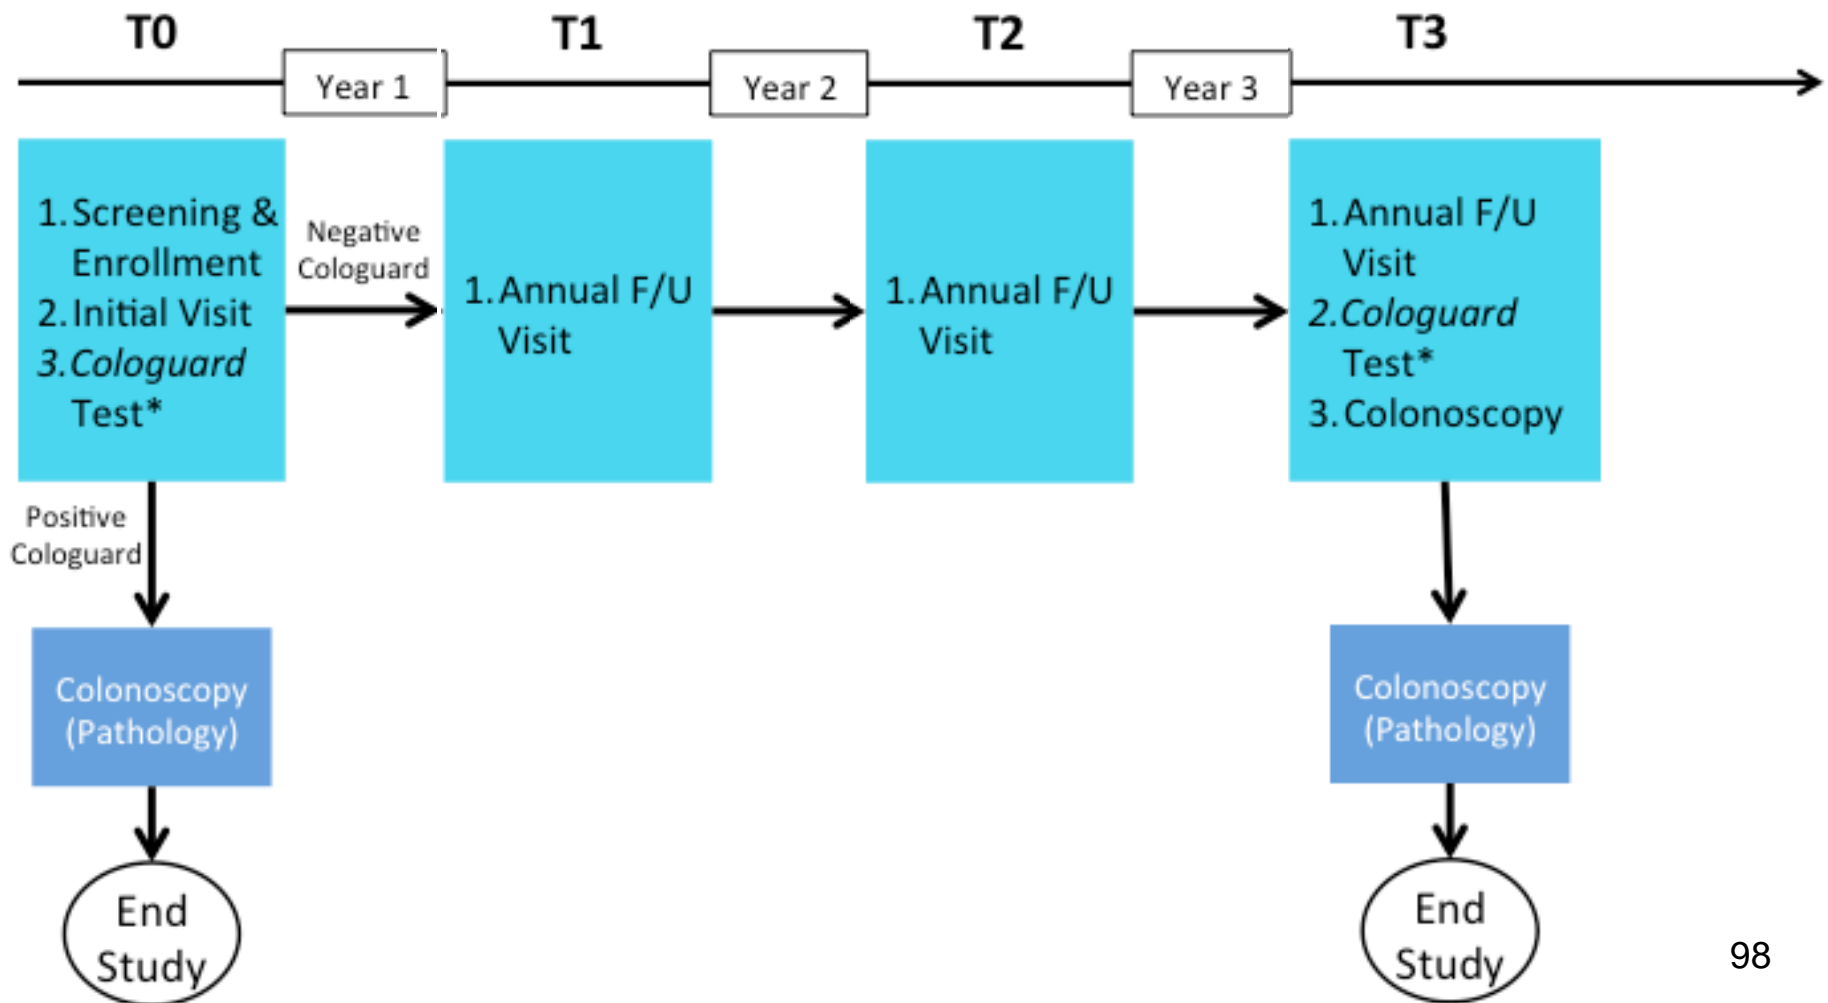 T0
T1
T2
T3
Year 1
Year 2
Year 3
1. Screening &
Enrollment
2. Initial Visit
3. Cologuard
Test*
Negative
Cologuard
1. Annual F/U
Visit
1. Annual F/U
Visit
1. Annual F/U
Visit
2. Cologuard
Test*
3. Colonoscopy
Positive
Cologuard
Colonoscopy
(Pathology)
Colonoscopy
(Pathology)
End
Study
End
Study
98